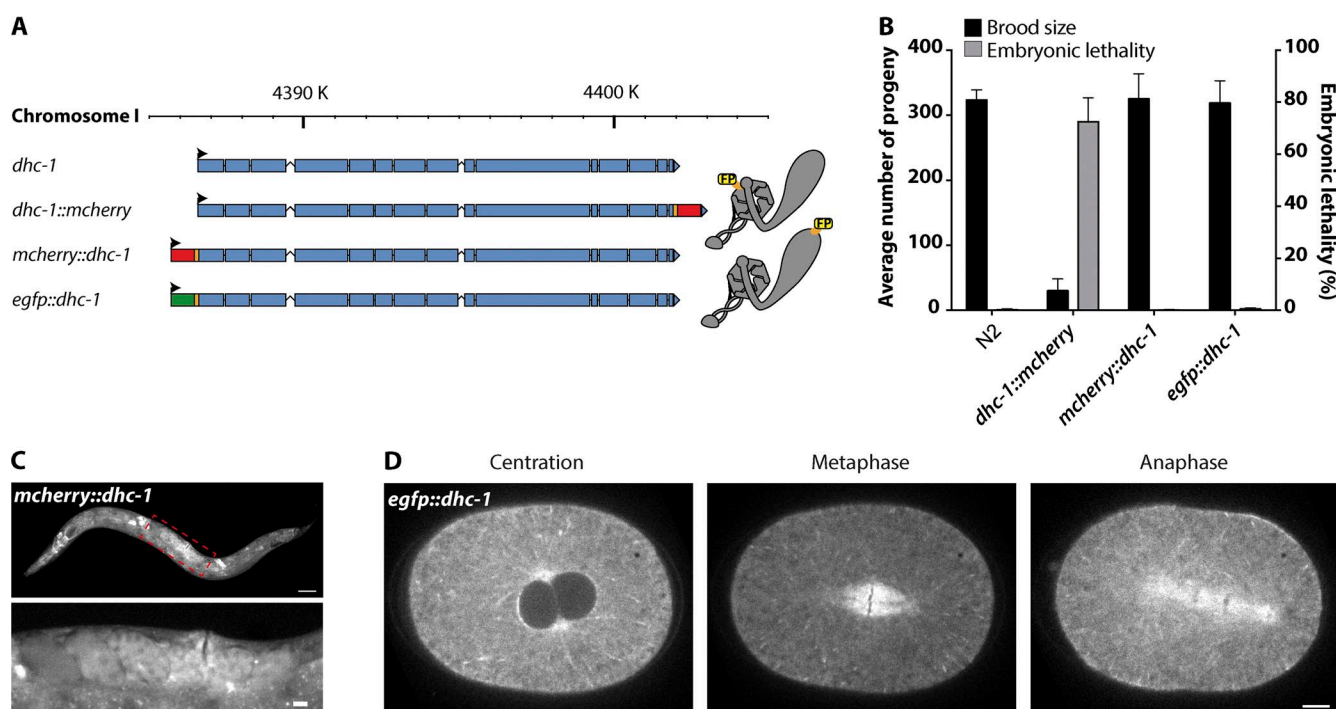 A
4390 K
4400 K
Chromosome I
dhc-1
dhc-1::mcherry
mcherry::dhc-1
egfp::dhc-1
FP
FP
B
Brood size
Embryonic lethality
Average number of progeny
400
300
200
100
0
100
80
60
40
20
0
Embryonic lethality (%)
N2
dhc-1::mcherry
mcherry::dhc-1
egfp::dhc-1
C
mcherry::dhc-1
D
Centration
Metaphase
Anaphase
egfp::dhc-1